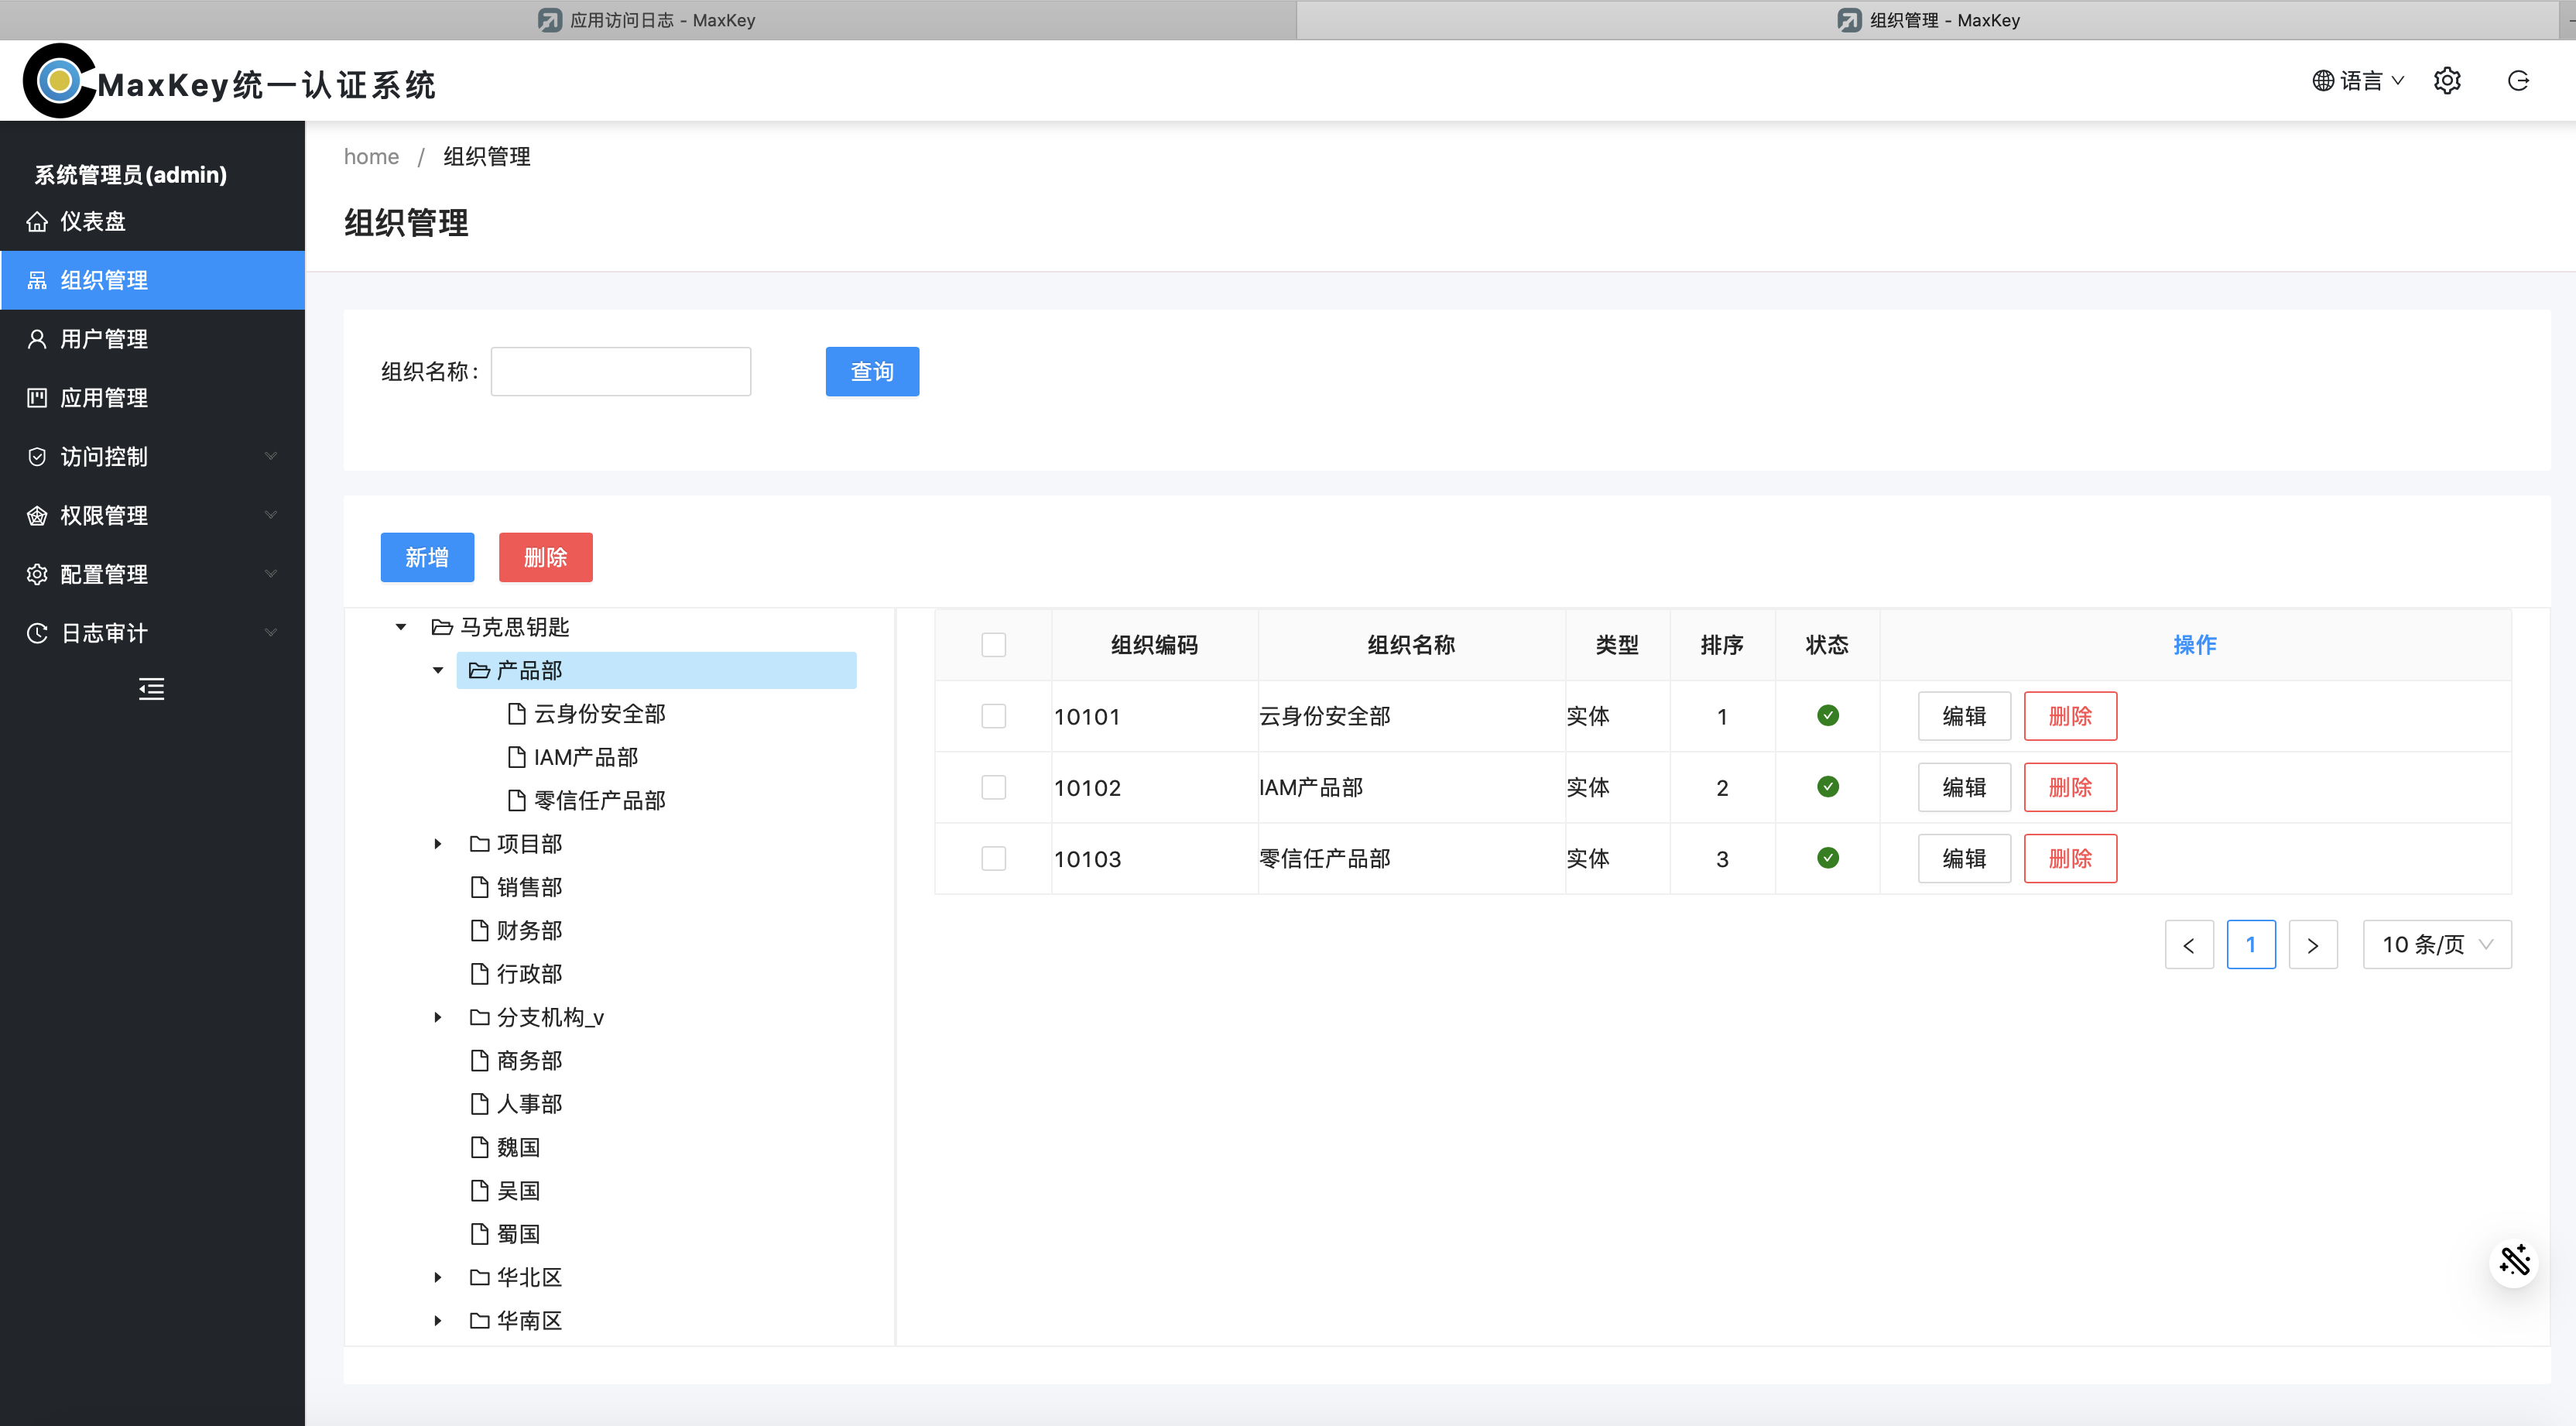 应用访问日志 - MaxKey
组织管理 - MaxKey
MaxKey统一认证系统
语言
系统管理员(admin)
仪表盘
组织管理
用户管理
应用管理
访问控制
权限管理
配置管理
日志审计
home / 组织管理
组织管理
组织名称: 查询
新增 删除
马克思钥匙
产品部
云身份安全部
IAM产品部
零信任产品部
项目部
销售部
财务部
行政部
分支机构_v
商务部
人事部
魏国
吴国
蜀国
华北区
华南区
组织编码 组织名称 类型 排序 状态 操作
10101 云身份安全部 实体 1 编辑 删除
10102 IAM产品部 实体 2 编辑 删除
10103 零信任产品部 实体 3 编辑 删除
< 1 > 10 条/页